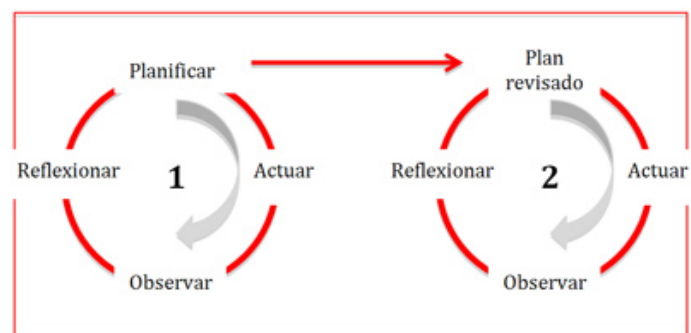 Planificar
Reflexionar
1
Actuar
Observar
Plan
revisado
Reflexionar
2
Actuar
Observar